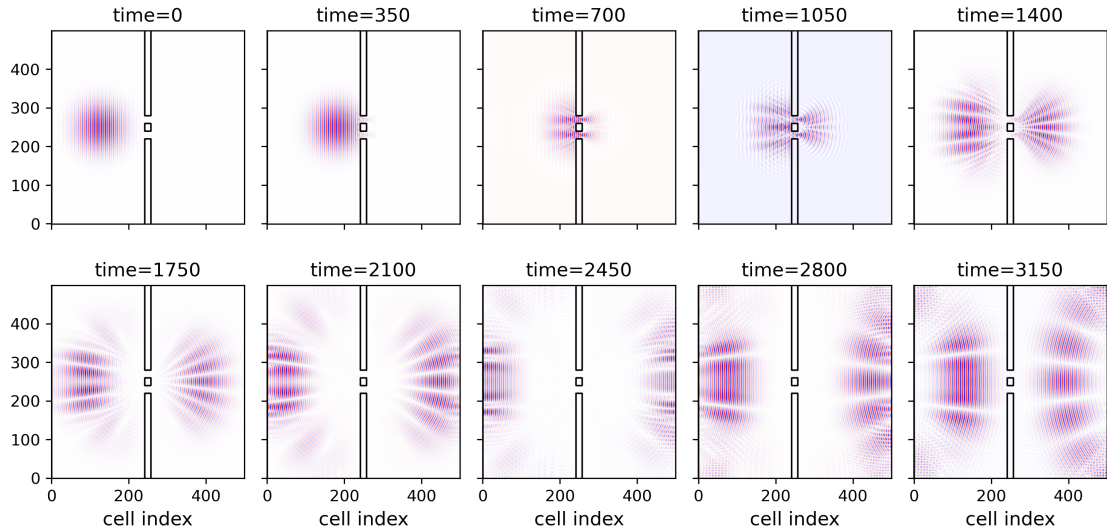 time=0 time=350 time=700 time=1050 time=1400
400
300
200
100
0
time=1750 time=2100 time=2450 time=2800 time=3150
400
300
200
100
0
0 200 400 0 200 400 0 200 400 0 200 400 0 200 400
cell index cell index cell index cell index cell index